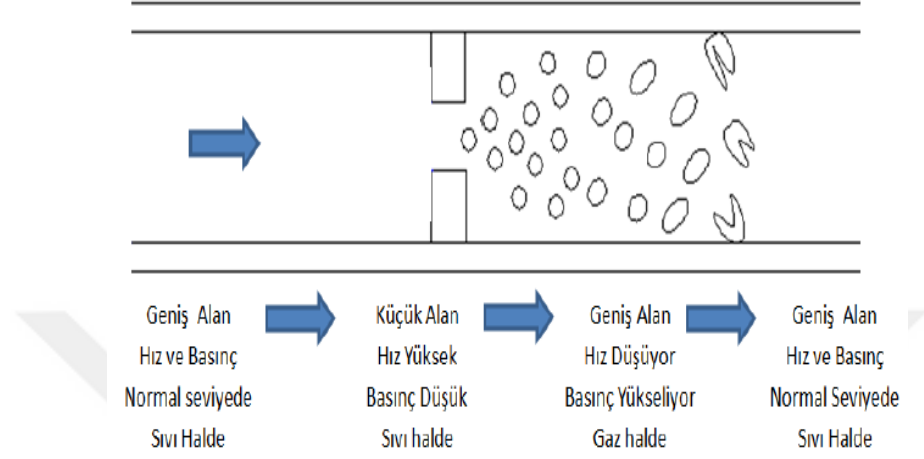 Geniş Alan
Hız ve Basınç
Normal seviyede
Sıvı Halde
Küçük Alan
Hız Yüksek
Basınç Düşük
Sıvı halde
Geniş Alan
Hız Düşüyor
Basınç Yükseliyor
Gaz halde
Geniş Alan
Hız ve Basınç
Normal Seviyede
Sıvı Halde